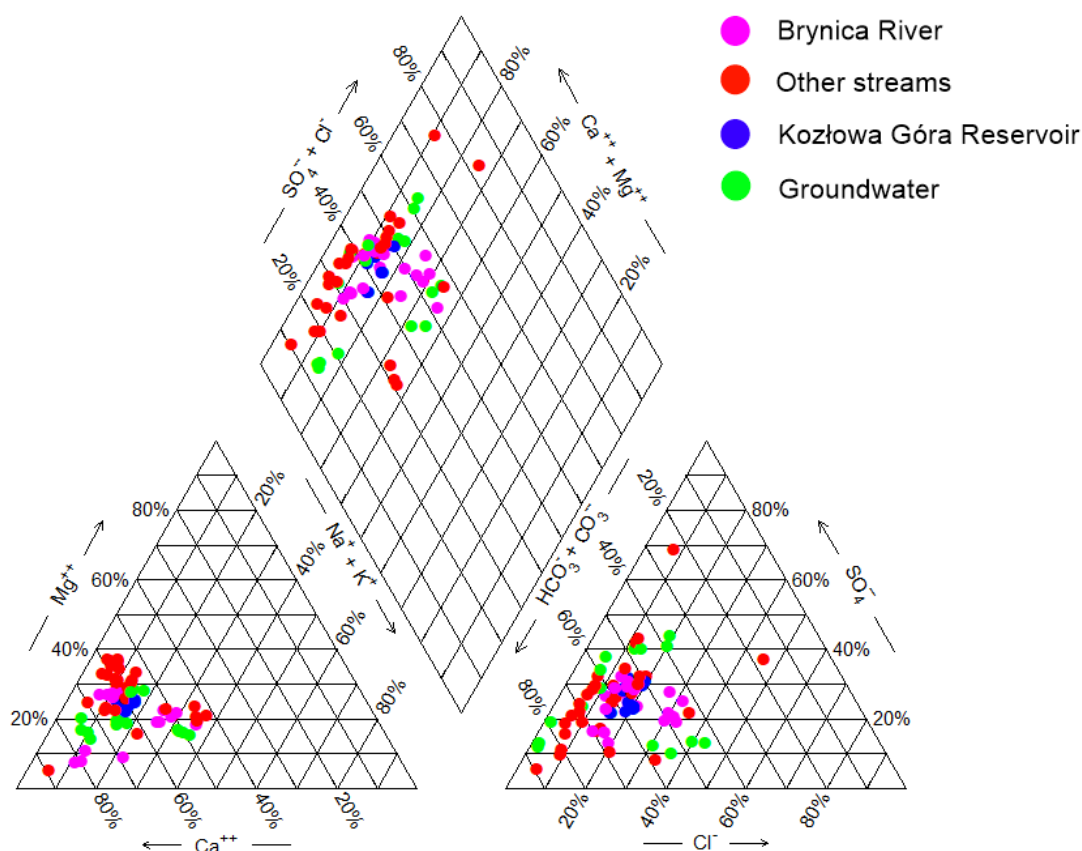 Brynica River
Other streams
Kozłowa Góra Reservoir
Groundwater
80%
80%
60%
60%
40%
40%
20%
20%
SO₄⁻ + Cl⁻
Ca⁺⁺ + Mg⁺⁺
Na⁺ + K⁺
HCO₃⁻ + CO₃⁻
80%
60%
40%
20%
Mg⁺⁺
20%
40%
60%
80%
80%
60%
40%
20%
Ca⁺⁺
20%
40%
60%
80%
80%
60%
40%
20%
SO₄⁻
20%
40%
60%
80%
Cl⁻